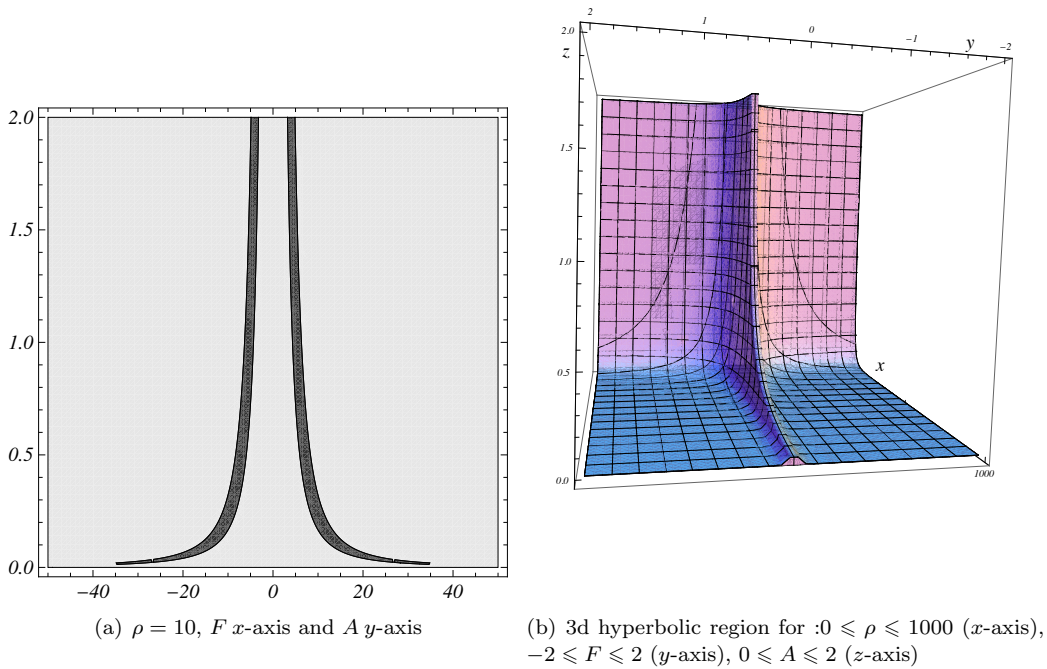 2.0
1.5
1.0
0.5
0.0
−40 −20 0 20 40
(a) ρ = 10, F x-axis and A y-axis
2 1 0 -1 -2
y
2.0
z
1.5
1.0
0.5
0.0
x
1000
(b) 3d hyperbolic region for :0 ⩽ ρ ⩽ 1000 (x-axis),
−2 ⩽ F ⩽ 2 (y-axis), 0 ⩽ A ⩽ 2 (z-axis)